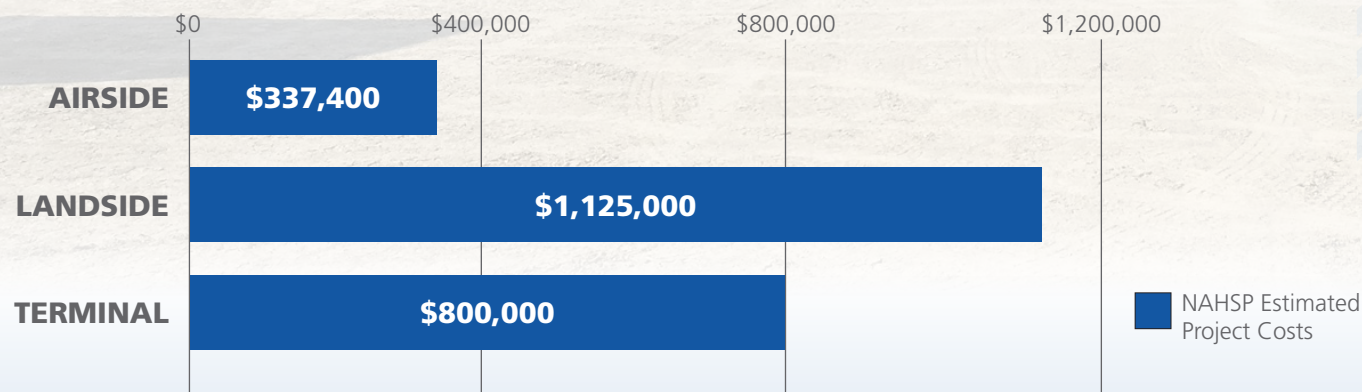 $0 $400,000 $800,000 $1,200,000
AIRSIDE $337,400
LANDSIDE $1,125,000
TERMINAL $800,000
NAHSP Estimated
Project Costs